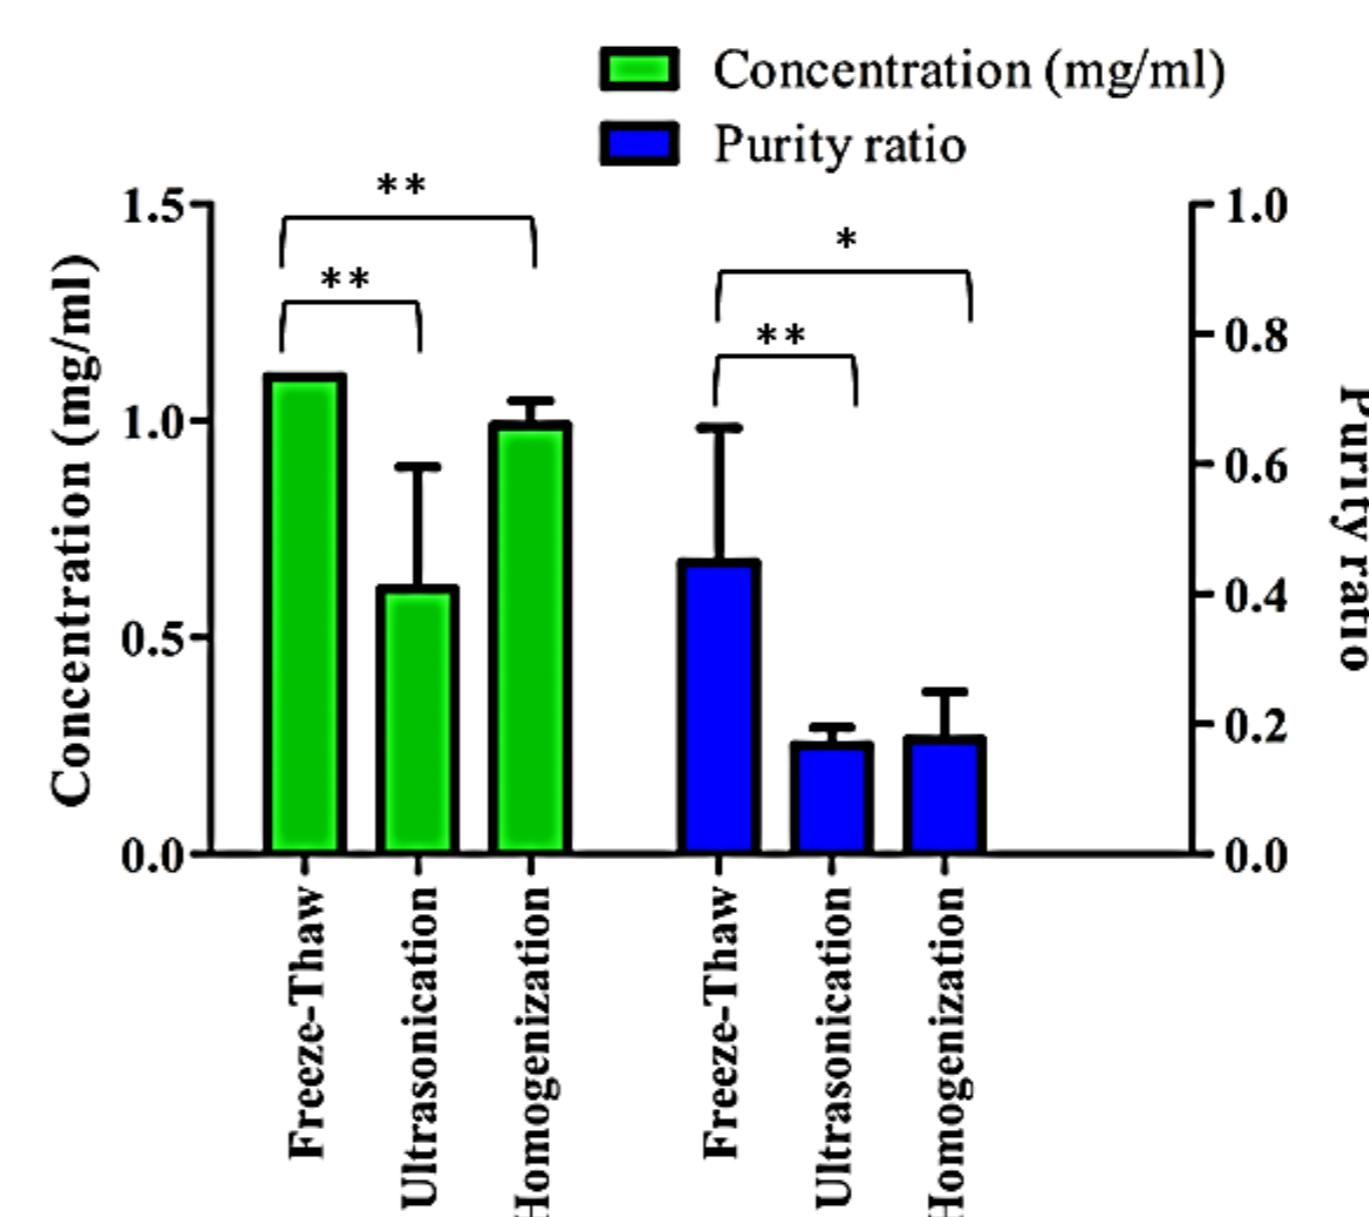 Concentration (mg/ml)
Purity ratio
**
**
*
**
1.5
1.0
0.5
0.0
Concentration (mg/ml)
1.0
0.8
0.6
0.4
0.2
0.0
Purity ratio
Freeze-Thaw
Ultrasonication
Homogenization
Freeze-Thaw
Ultrasonication
Homogenization